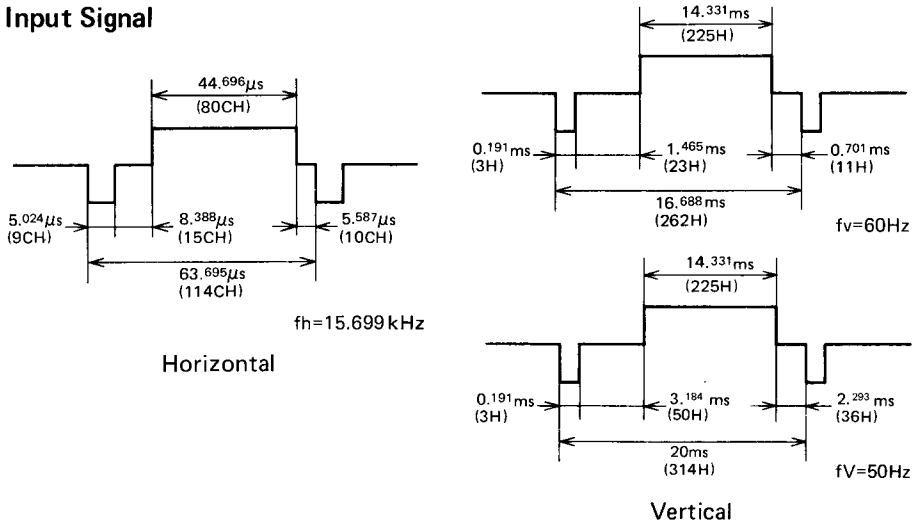 Input Signal
44.696μs
(80CH)
5.024μs
(9CH)
8.388μs
(15CH)
5.587μs
(10CH)
63.695μs
(114CH)
fh=15.699kHz
Horizontal
14.331ms
(225H)
0.191ms
(3H)
1.465ms
(23H)
0.701ms
(11H)
16.688ms
(262H)
fv=60Hz
14.331ms
(225H)
0.191ms
(3H)
3.184 ms
(50H)
2.293ms
(36H)
20ms
(314H)
fV=50Hz
Vertical